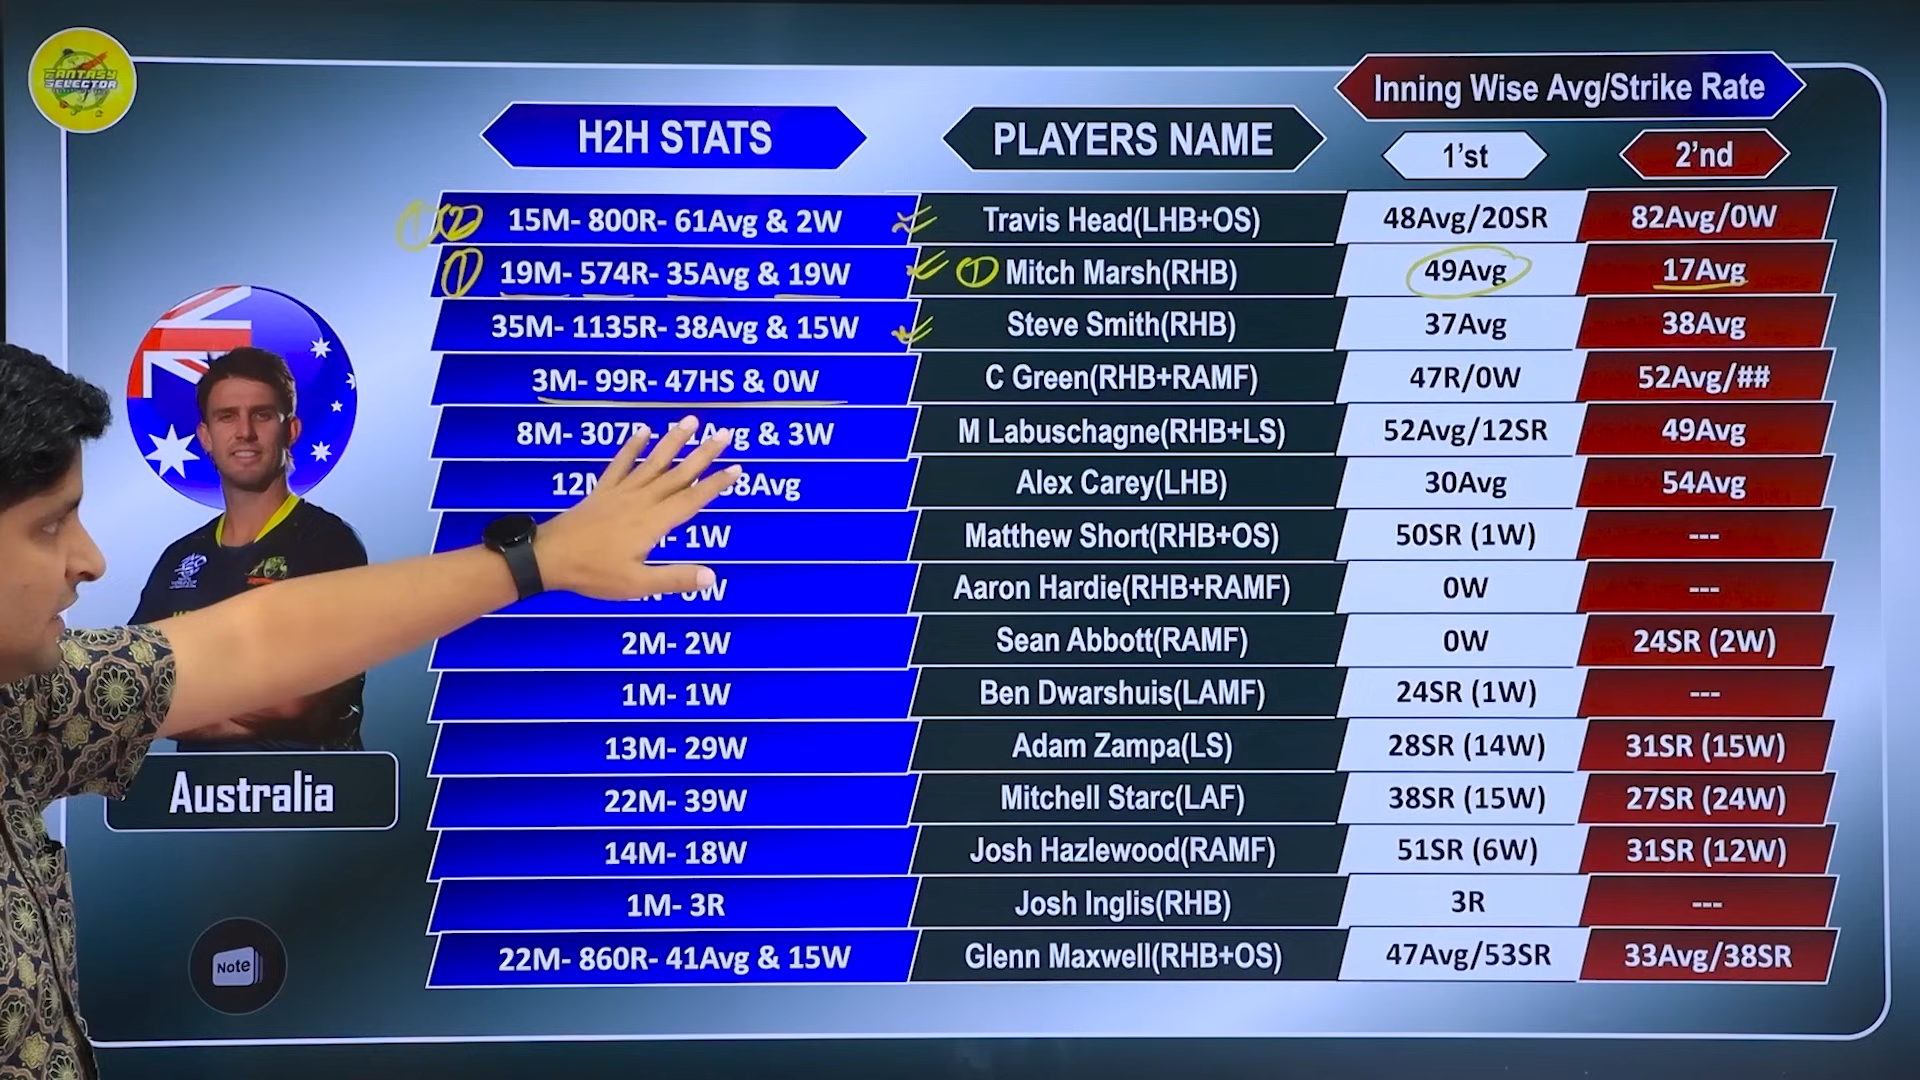 FANTASY
SELECTOR
Inning Wise Avg/Strike Rate
H2H STATS
PLAYERS NAME
1'st
2'nd
② 15M- 800R- 61Avg & 2W Travis Head(LHB+OS) 48Avg/20SR 82Avg/0W
① 19M- 574R- 35Avg & 19W ① Mitch Marsh(RHB) 49Avg 17Avg
35M- 1135R- 38Avg & 15W Steve Smith(RHB) 37Avg 38Avg
3M- 99R- 47HS & 0W C Green(RHB+RAMF) 47R/0W 52Avg/##
8M- & 3W M Labuschagne(RHB+LS) 52Avg/12SR 49Avg
Alex Carey(LHB) 30Avg 54Avg
1W Matthew Short(RHB+OS) 50SR (1W) ---
Aaron Hardie(RHB+RAMF) 0W ---
2M- 2W Sean Abbott(RAMF) 0W 24SR (2W)
1M- 1W Ben Dwarshuis(LAMF) 24SR (1W) ---
13M- 29W Adam Zampa(LS) 28SR (14W) 31SR (15W)
22M- 39W Mitchell Starc(LAF) 38SR (15W) 27SR (24W)
14M- 18W Josh Hazlewood(RAMF) 51SR (6W) 31SR (12W)
1M- 3R Josh Inglis(RHB) 3R ---
22M- 860R- 41Avg & 15W Glenn Maxwell(RHB+OS) 47Avg/53SR 33Avg/38SR
Australia
Note